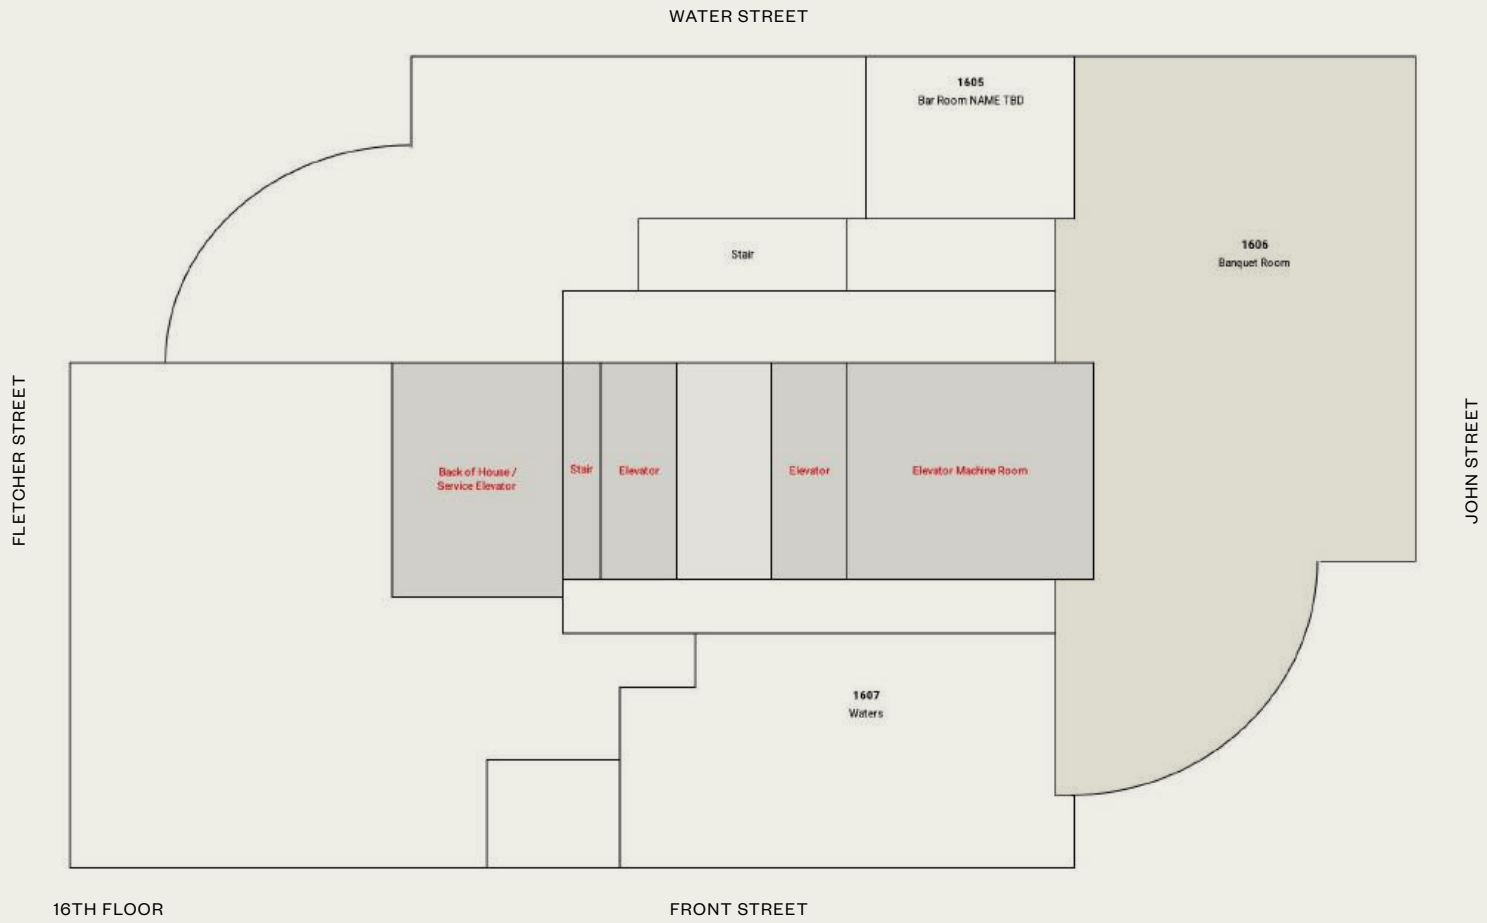 WATER STREET
1605
Bar Room NAME TBD
Stair
1606
Banquet Room
FLETCHER STREET
JOHN STREET
Back of House /
Service Elevator
Stair
Elevator
Elevator
Elevator Machine Room
1607
Waters
16TH FLOOR
FRONT STREET